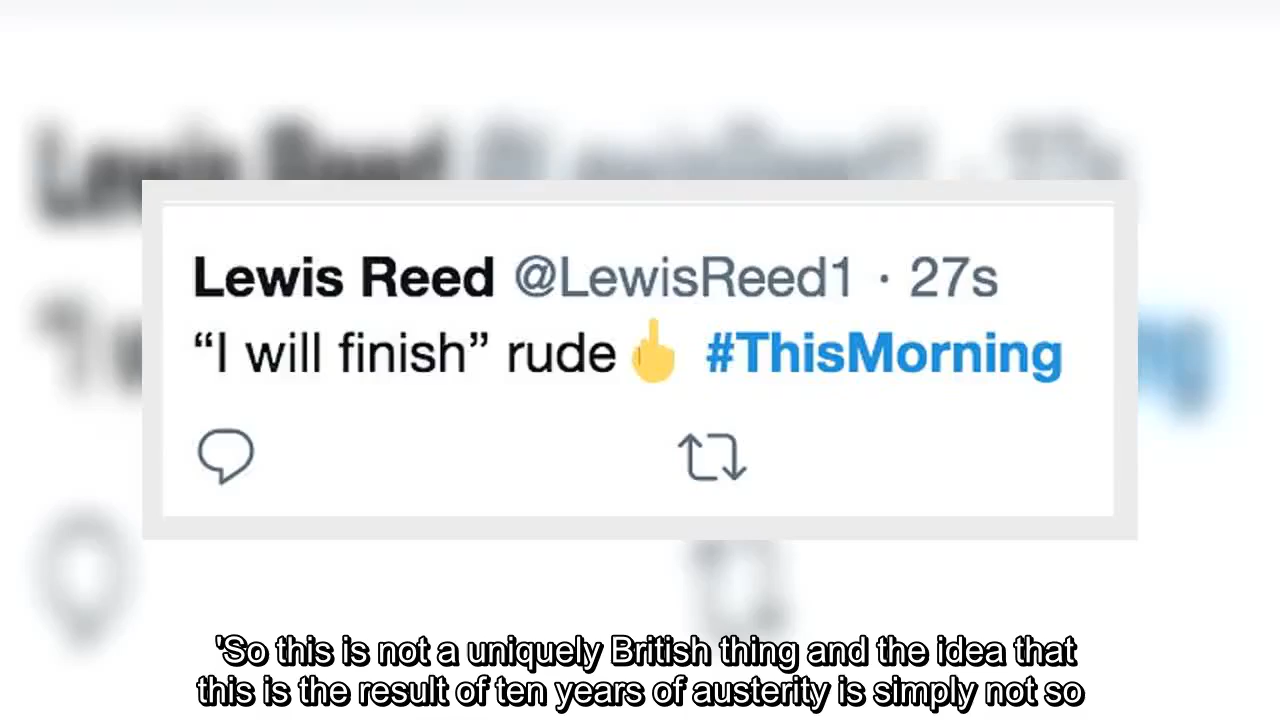 Lewis Reed @LewisReed1 · 27s
“I will finish” rude🖕 #ThisMorning
'So this is not a uniquely British thing and the idea that
this is the result of ten years of austerity is simply not so